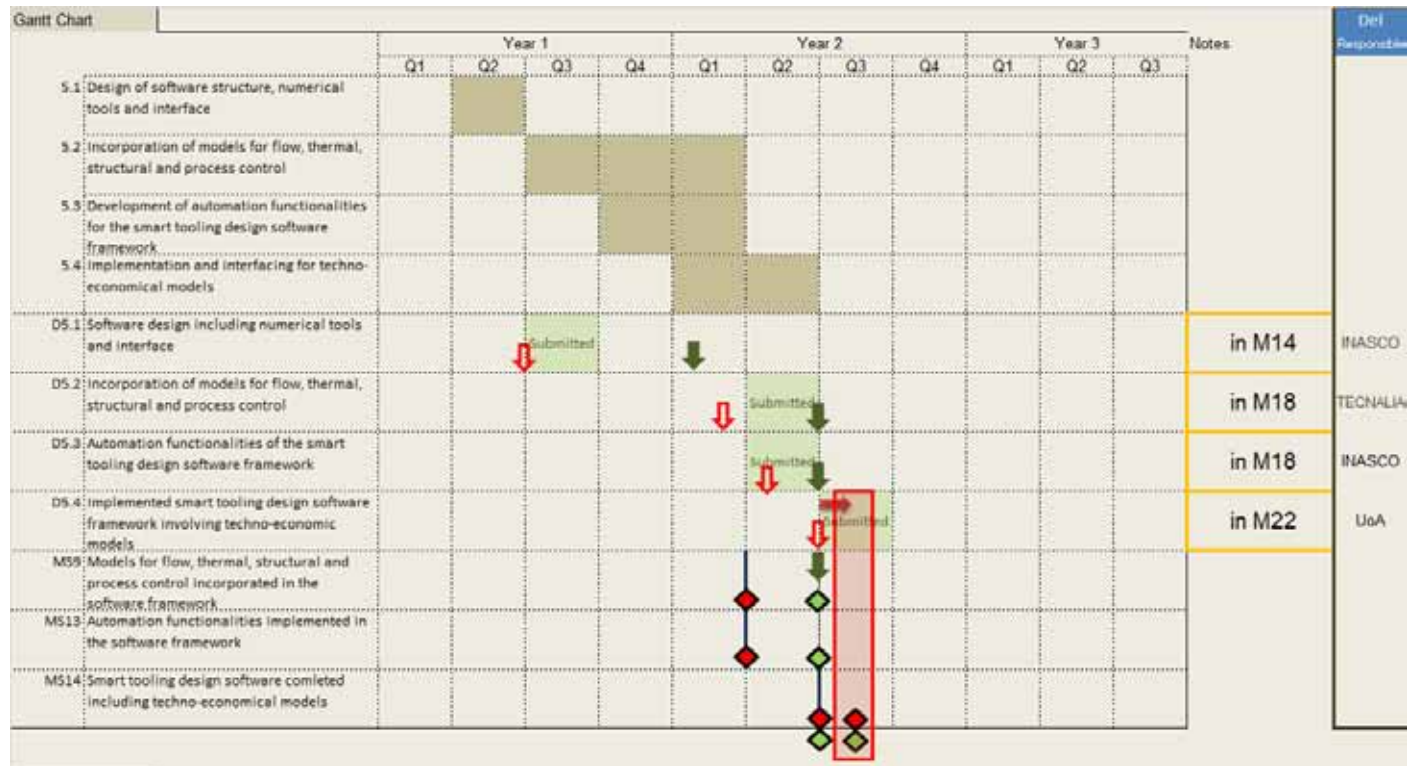 Gantt Chart
Del
Responsible
Year 1 Year 2 Year 3 Notes
Q1 Q2 Q3 Q4 Q1 Q2 Q3 Q4 Q1 Q2 Q3
5.1 Design of software structure, numerical
tools and interface
5.2 Incorporation of models for flow, thermal,
structural and process control
5.3 Development of automation functionalities
for the smart tooling design software
framework
5.4 Implementation and interfacing for techno-
economical models
D5.1 Software design including numerical tools
and interface
Submitted
in M14
INASCO
D5.2 Incorporation of models for flow, thermal,
structural and process control
Submitted
in M18
TECNALIA
D5.3 Automation functionalities of the smart
tooling design software framework
Submitted
in M18
INASCO
D5.4 Implemented smart tooling design software
framework involving techno-economic
models
Submitted
in M22
UoA
MS9 Models for flow, thermal, structural and
process control incorporated in the
software framework
MS13 Automation functionalities implemented in
the software framework
MS14 Smart tooling design software comleted
including techno-economical models